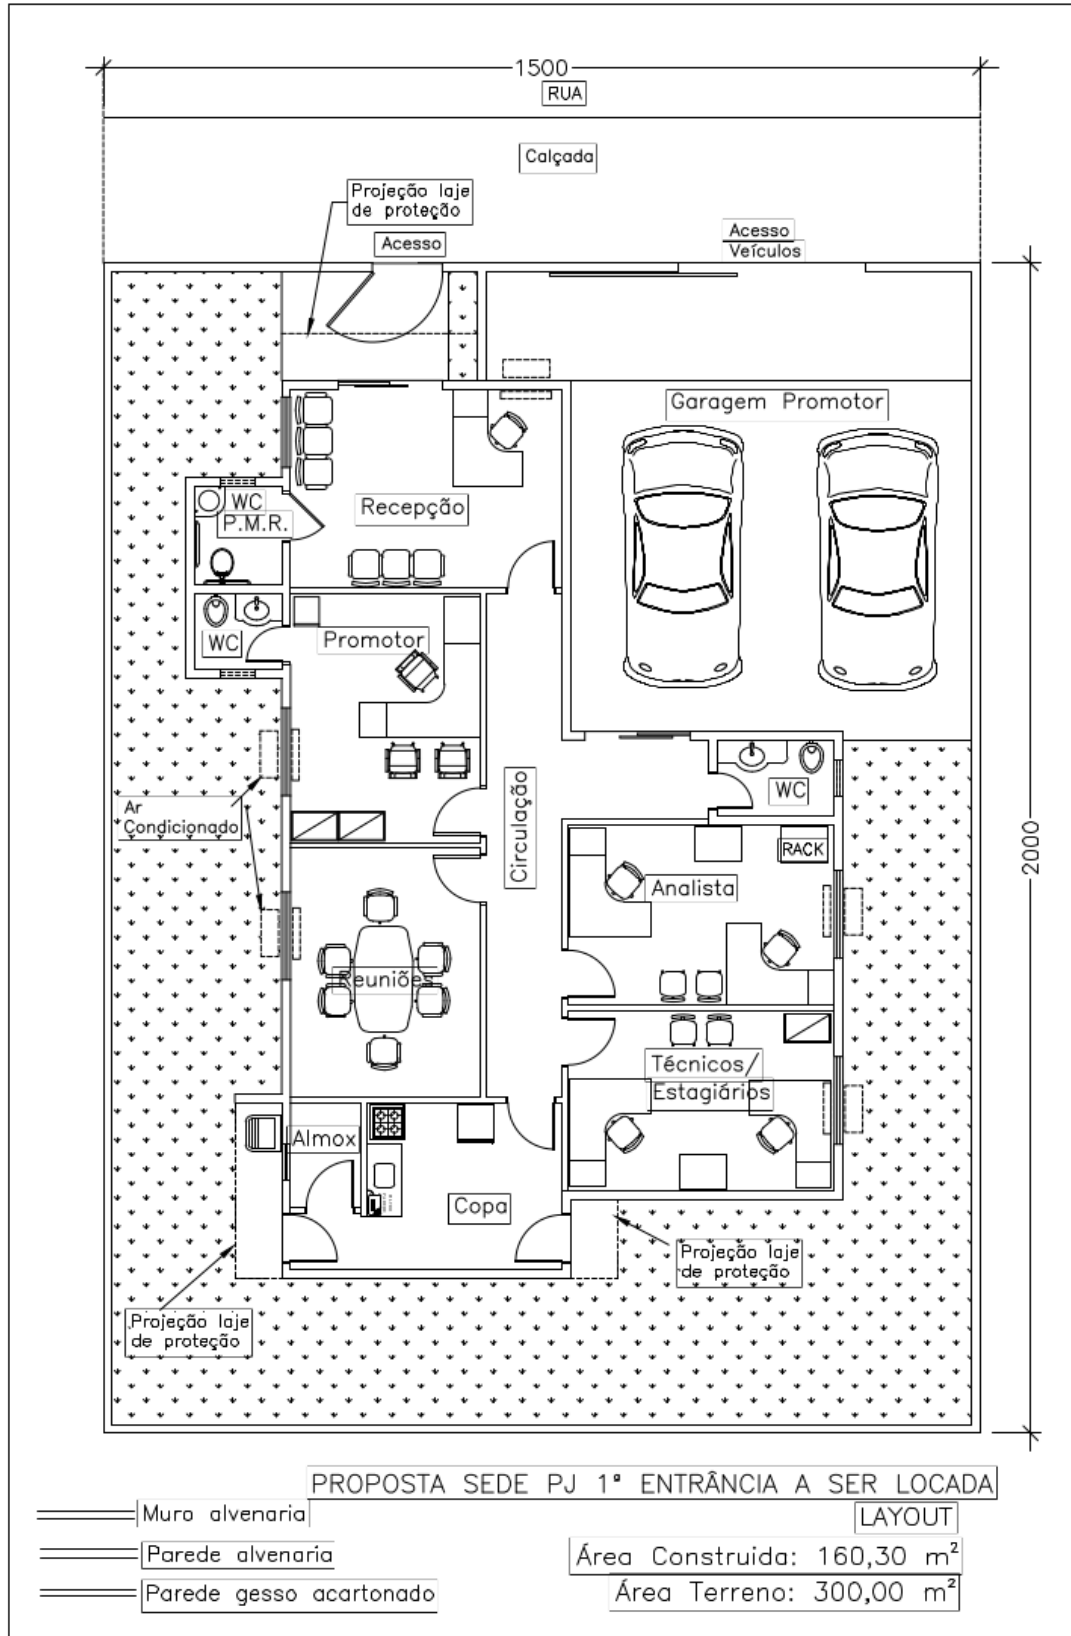 1500
RUA
Calçada
Projeção laje
de proteção
Acesso
Acesso
Veículos
Garagem Promotor
WC
P.M.R.
Recepção
WC
Promotor
Ar
Condicionado
Circulação
WC
RACK
Analista
2000
Reuniões
Técnicos/
Estagiários
Almox
Copa
Projeção laje
de proteção
Projeção laje
de proteção
PROPOSTA SEDE PJ 1ª ENTRÂNCIA A SER LOCADA
Muro alvenaria
LAYOUT
Parede alvenaria
Área Construida: 160,30 m²
Parede gesso acartonado
Área Terreno: 300,00 m²